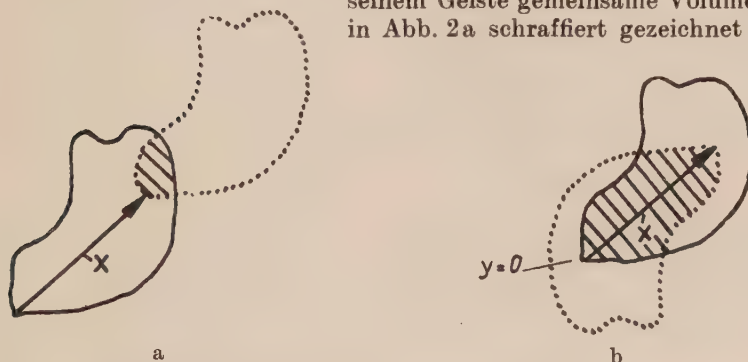 seinem Geiste gemeinsame Volume
in Abb. 2a schraffiert gezeichnet
x
x
y=0
a
b